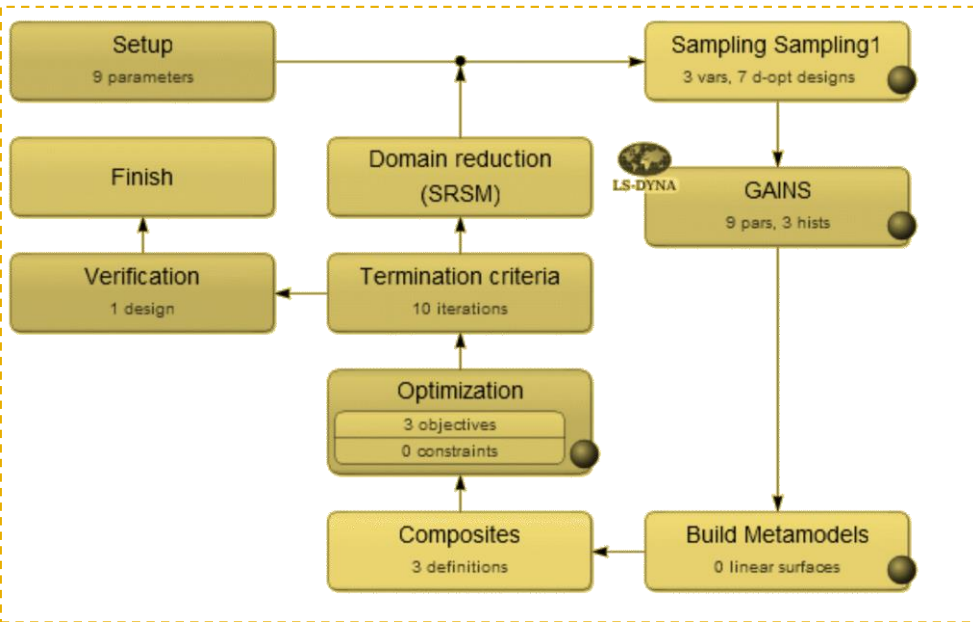 Setup
9 parameters
Sampling Sampling1
3 vars, 7 d-opt designs
Finish
Domain reduction
(SRSM)
LS-DYNA
GAINS
9 pars, 3 hists
Verification
1 design
Termination criteria
10 iterations
Optimization
3 objectives
0 constraints
Composites
3 definitions
Build Metamodels
0 linear surfaces